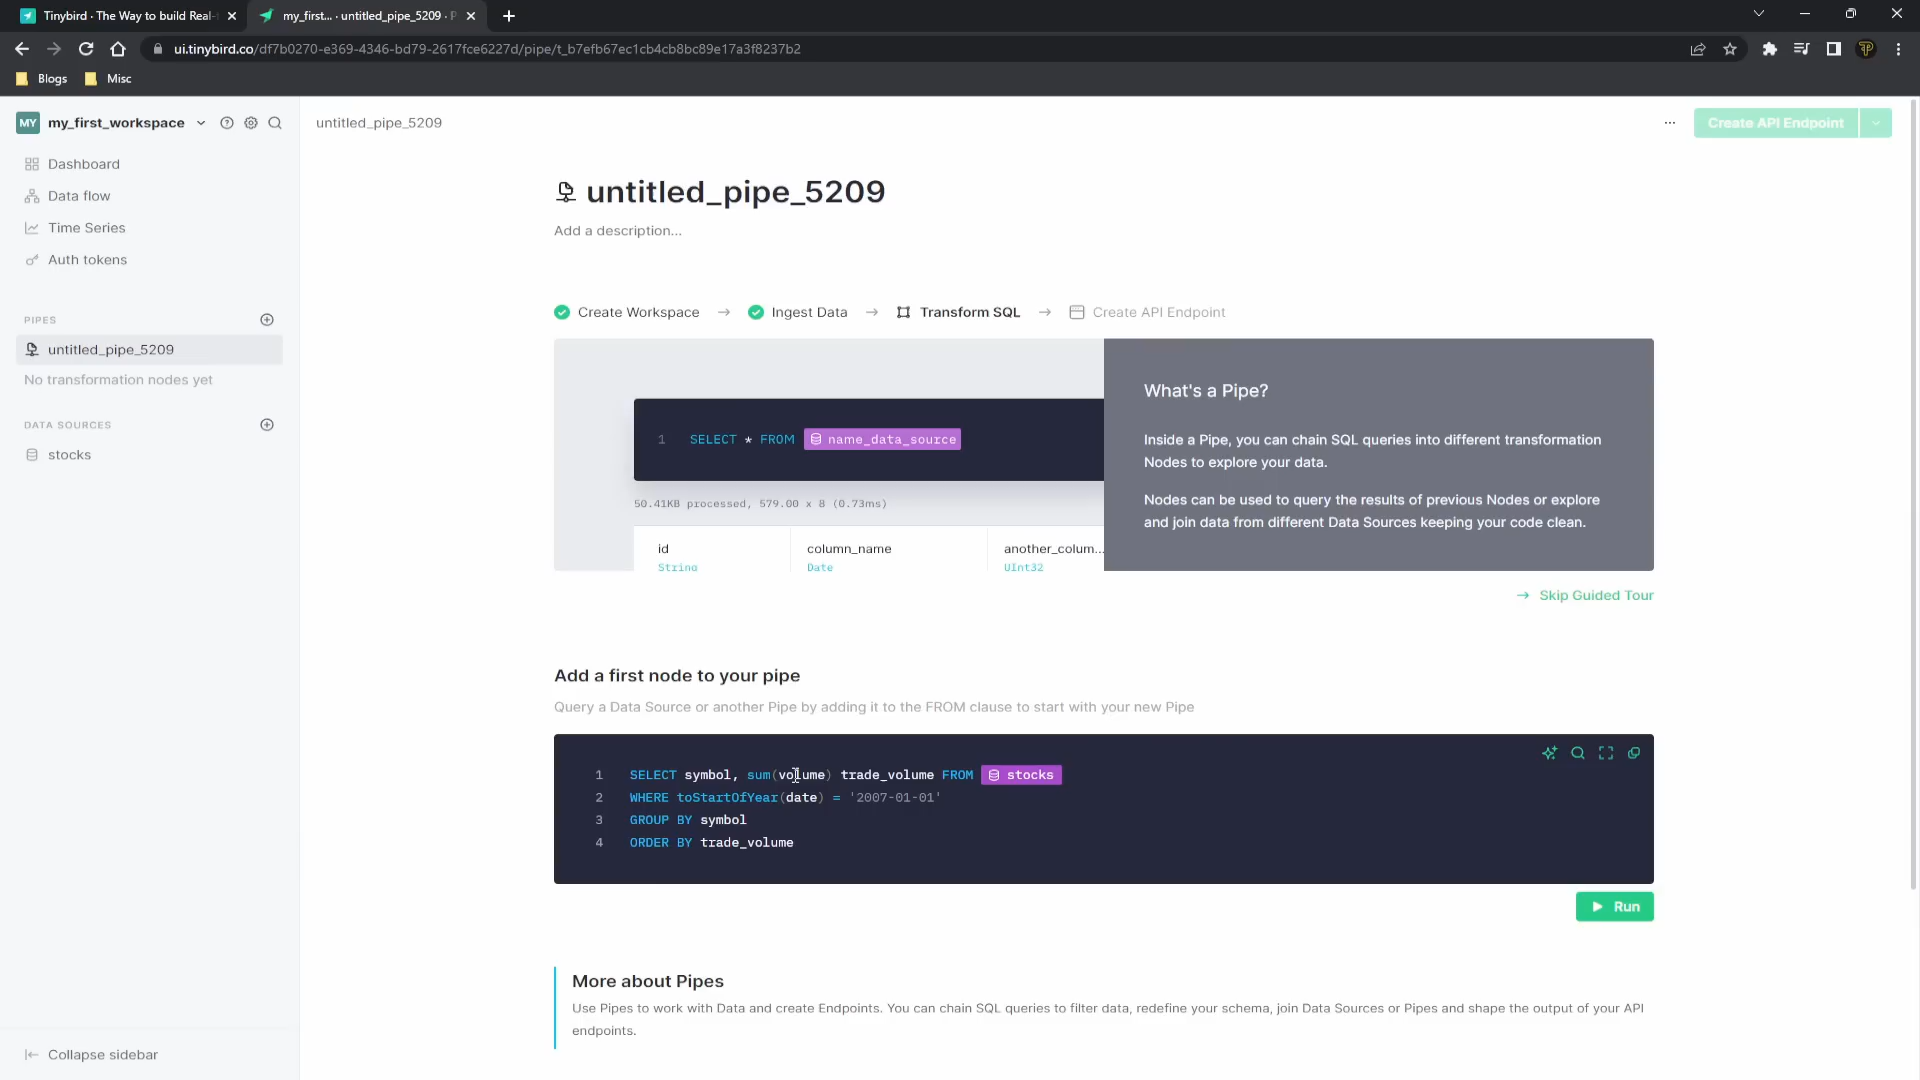 Tinybird · The Way to build Real-
my_first... · untitled_pipe_5209 · P
ui.tinybird.co/df7b0270-e369-4346-bd79-2617fce6227d/pipe/t_b7efb67ec1cb4cb8bc89e17a3f8237b2
Blogs
Misc
MY my_first_workspace
untitled_pipe_5209
...
Create API Endpoint
Dashboard
Data flow
Time Series
Auth tokens
PIPES
untitled_pipe_5209
No transformation nodes yet
DATA SOURCES
stocks
Collapse sidebar
untitled_pipe_5209
Add a description...
Create Workspace → Ingest Data → Transform SQL → Create API Endpoint
1 SELECT * FROM name_data_source
50.41KB processed, 579.00 x 8 (0.73ms)
id column_name another_colum...
String Date UInt32
What's a Pipe?
Inside a Pipe, you can chain SQL queries into different transformation
Nodes to explore your data.
Nodes can be used to query the results of previous Nodes or explore
and join data from different Data Sources keeping your code clean.
→ Skip Guided Tour
Add a first node to your pipe
Query a Data Source or another Pipe by adding it to the FROM clause to start with your new Pipe
1 SELECT symbol, sum(volume) trade_volume FROM stocks
2 WHERE toStartOfYear(date) = '2007-01-01'
3 GROUP BY symbol
4 ORDER BY trade_volume
Run
More about Pipes
Use Pipes to work with Data and create Endpoints. You can chain SQL queries to filter data, redefine your schema, join Data Sources or Pipes and shape the output of your API
endpoints.